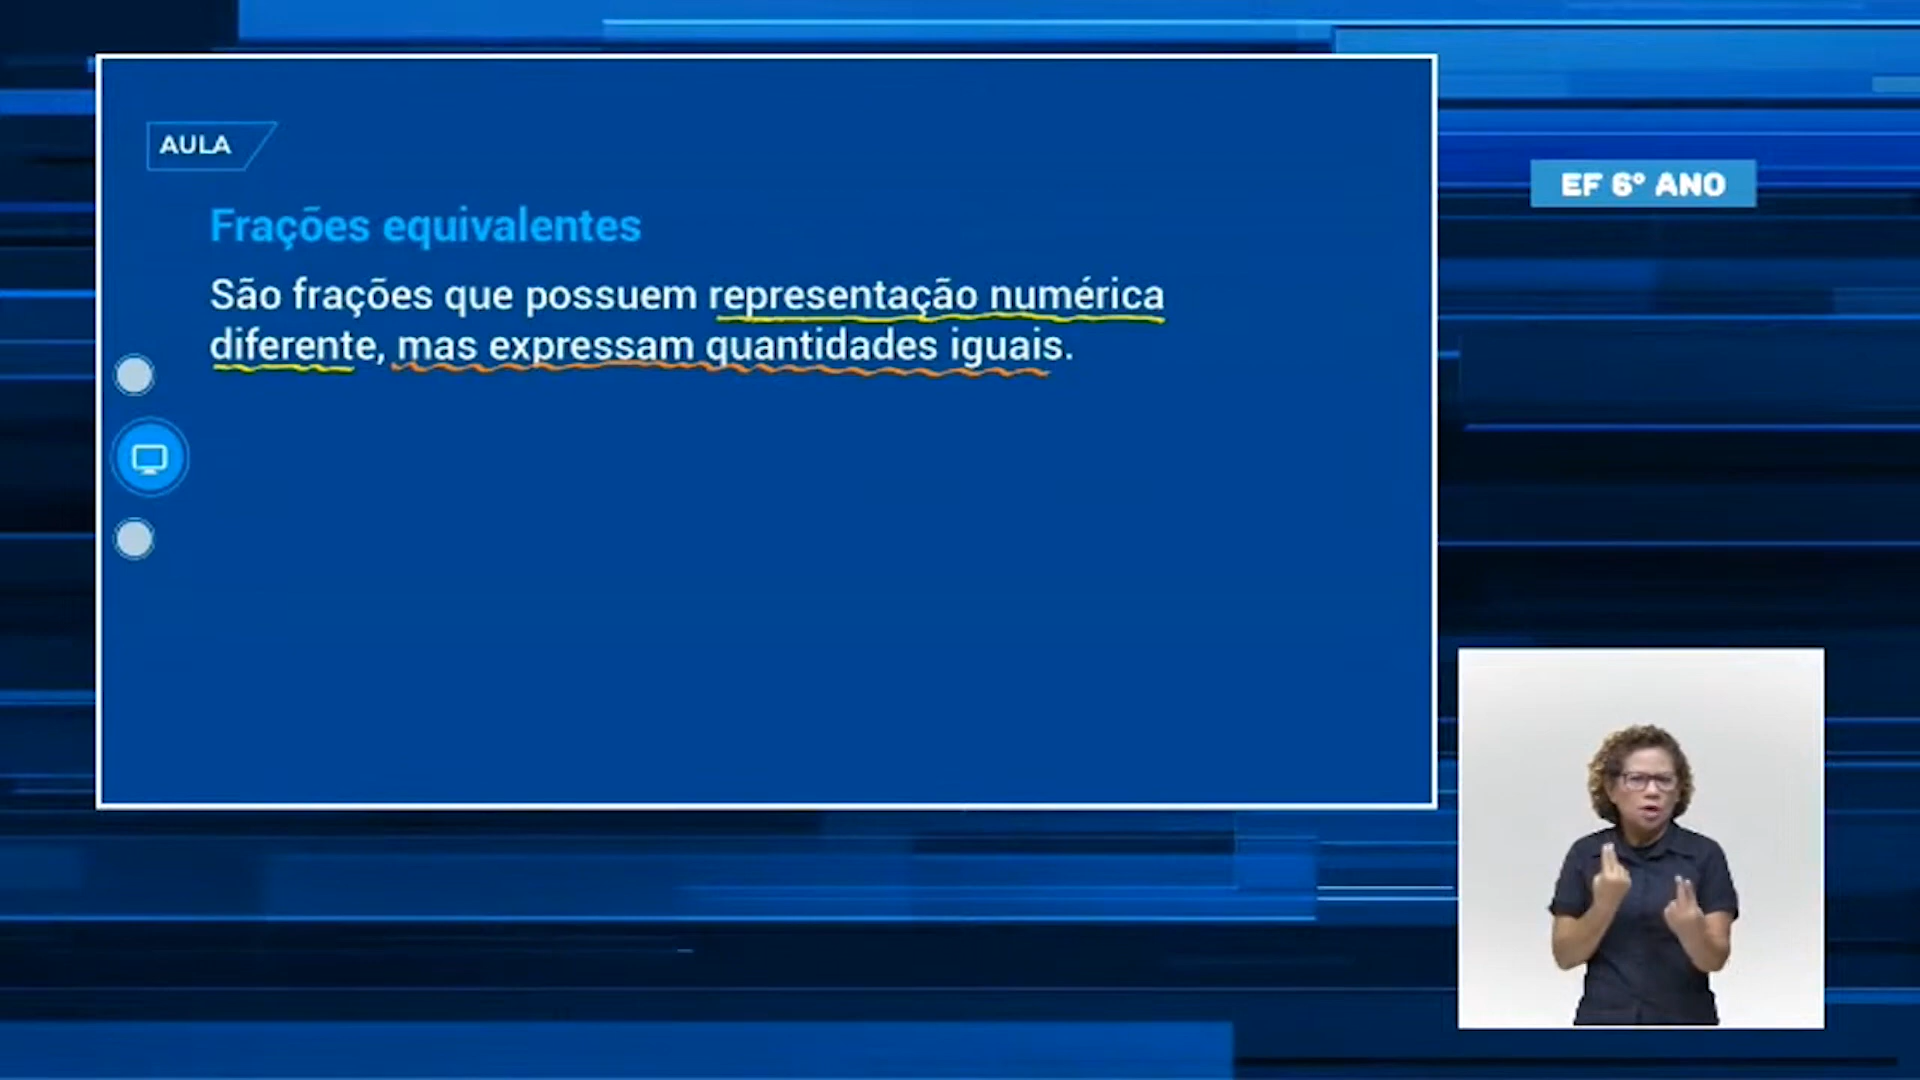 AULA
EF 6º ANO
Frações equivalentes
São frações que possuem representação numérica
diferente, mas expressam quantidades iguais.